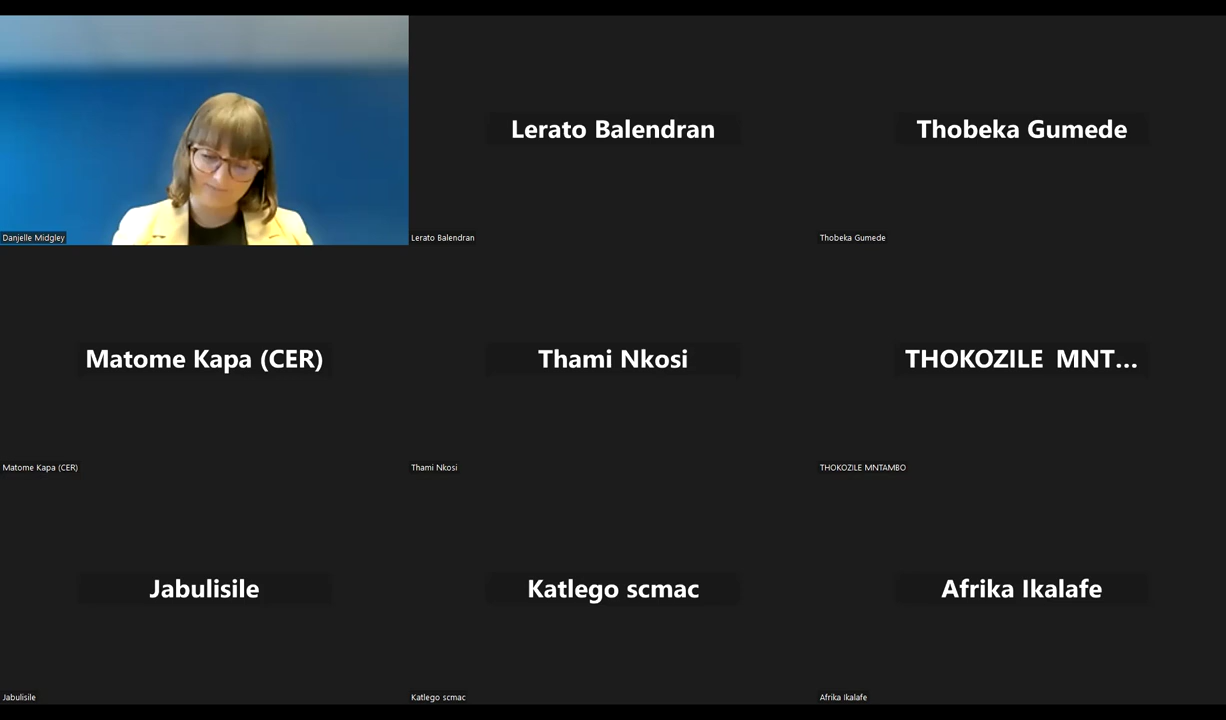 Lerato Balendran
Thobeka Gumede
Danjelle Midgley
Lerato Balendran
Thobeka Gumede
Matome Kapa (CER)
Thami Nkosi
THOKOZILE MNT...
Matome Kapa (CER)
Thami Nkosi
THOKOZILE MNTAMBO
Jabulisile
Katlego scmac
Afrika Ikalafe
Jabulisile
Katlego scmac
Afrika Ikalafe